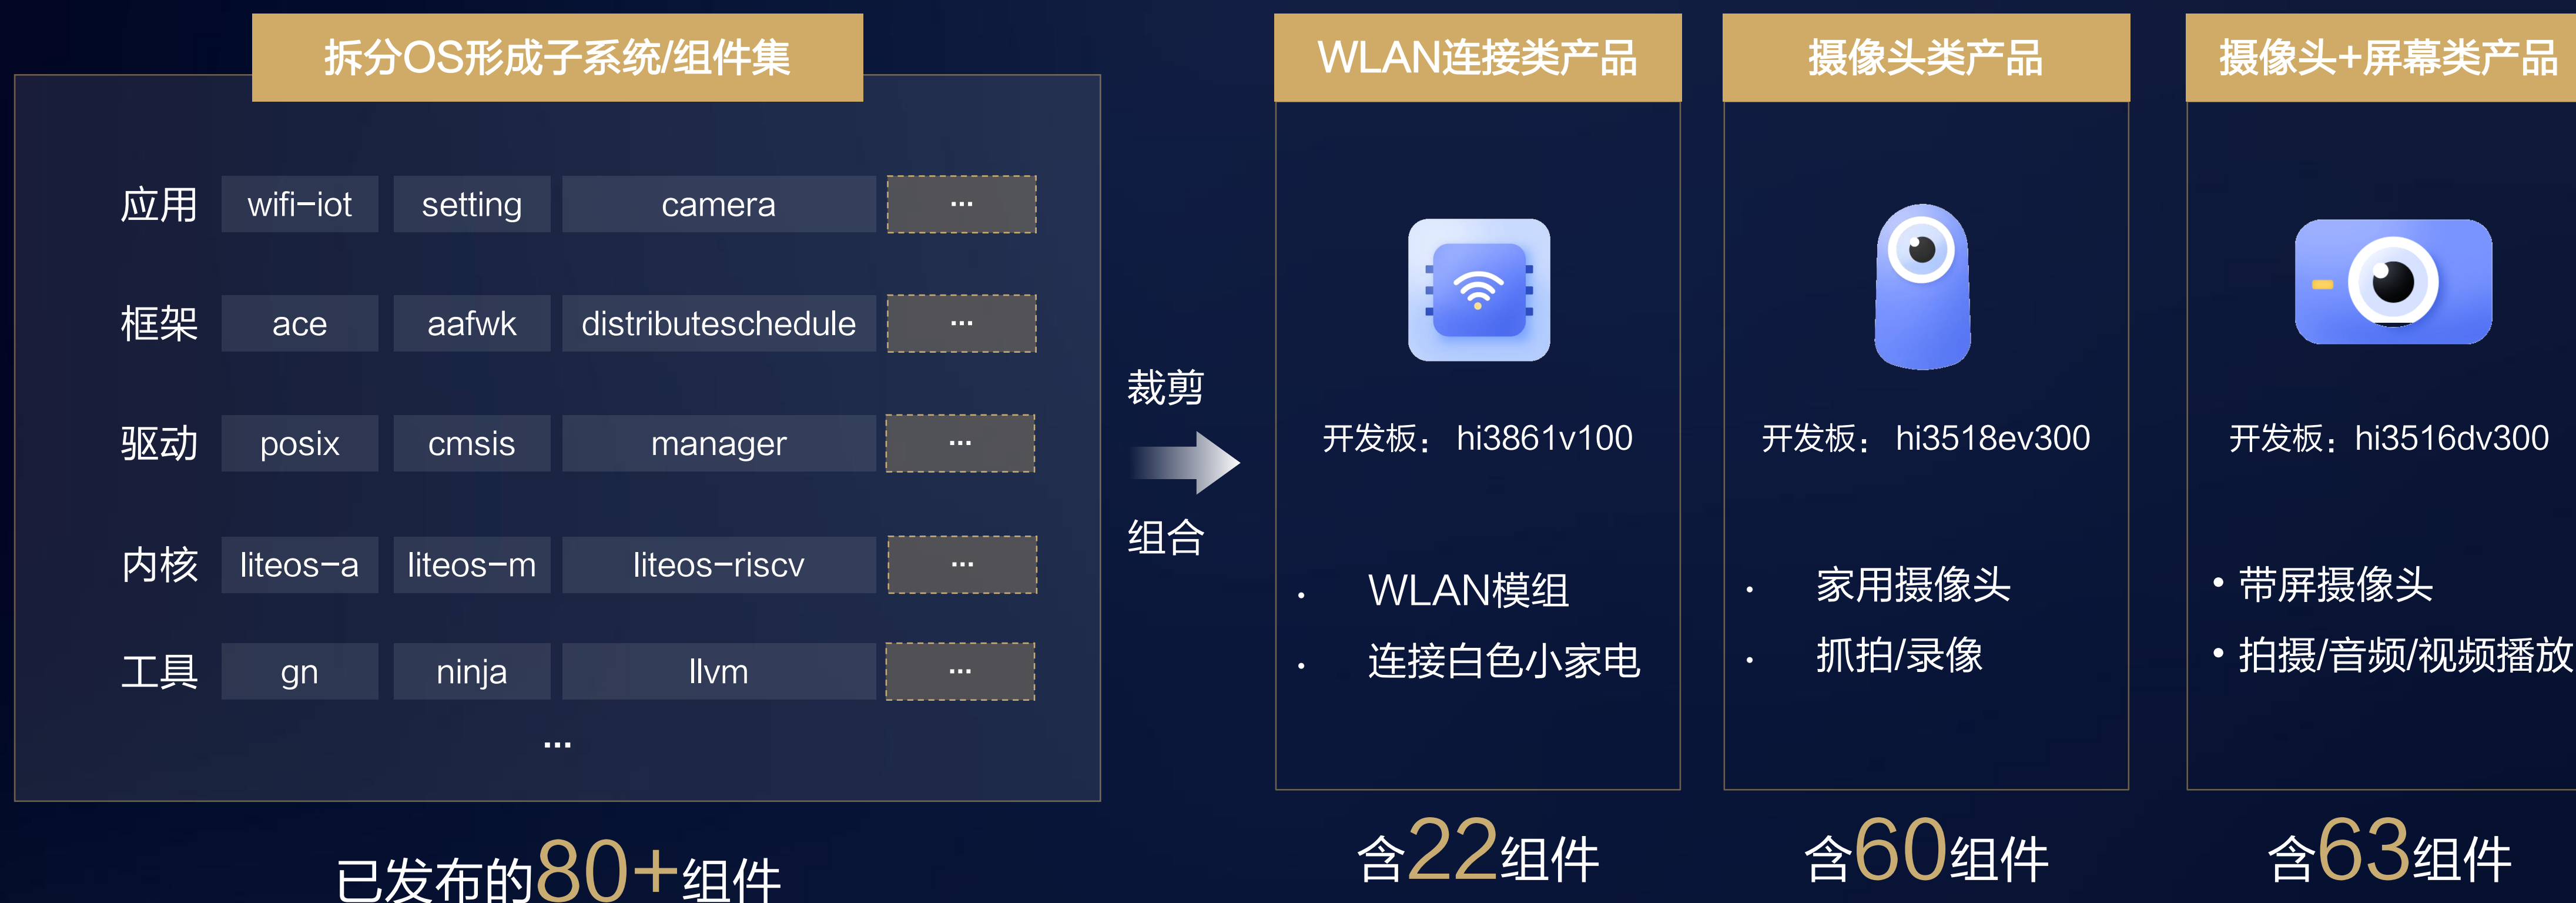 拆分OS形成子系统/组件集
应用 wifi-iot setting camera ...
框架 ace aafwk distributeschedule ...
驱动 posix cmsis manager ...
内核 liteos-a liteos-m liteos-riscv ...
工具 gn ninja llvm ...
...
已发布的80+组件
裁剪
组合
WLAN连接类产品
开发板： hi3861v100
· WLAN模组
· 连接白色小家电
含22组件
摄像头类产品
开发板： hi3518ev300
· 家用摄像头
· 抓拍/录像
含60组件
摄像头+屏幕类产品
开发板：hi3516dv300
• 带屏摄像头
• 拍摄/音频/视频播放
含63组件